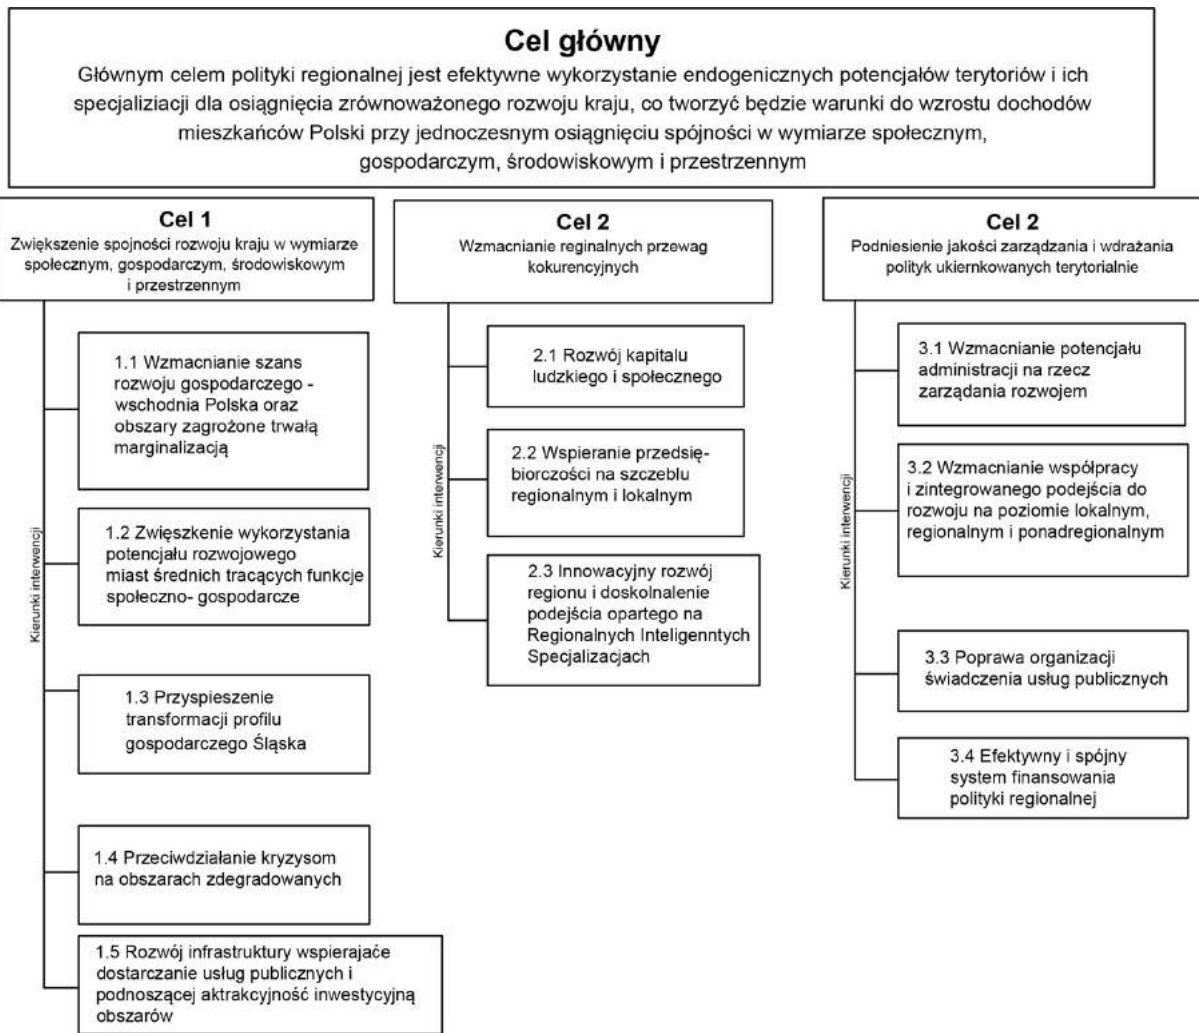 Cel główny
Głównym celem polityki regionalnej jest efektywne wykorzystanie endogenicznych potencjałów terytoriów i ich
specjaliziacji dla osiągnięcia zrównoważonego rozwoju kraju, co tworzyć będzie warunki do wzrostu dochodów
mieszkańców Polski przy jednoczesnym osiągnięciu spójności w wymiarze społecznym,
gospodarczym, środowiskowym i przestrzennym
Cel 1
Zwiększenie spojności rozwoju kraju w wymiarze
społecznym, gospodarczym, środowiskowym
i przestrzennym
Kierunki interwencji
1.1 Wzmacnianie szans
rozwoju gospodarczego -
wschodnia Polska oraz
obszary zagrożone trwałą
marginalizacją
1.2 Zwięszkenie wykorzystania
potencjału rozwojowego
miast średnich tracących funkcje
społeczno- gospodarcze
1.3 Przyspieszenie
transformacji profilu
gospodarczego Śląska
1.4 Przeciwdziałanie kryzysom
na obszarach zdegradowanych
1.5 Rozwój infrastruktury wspierajaće
dostarczanie usług publicznych i
podnoszącej aktrakcyjność inwestycyjną
obszarów
Cel 2
Wzmacnianie reginalnych przewag
kokurencyjnych
Kierunki interwencji
2.1 Rozwój kapitalu
ludzkiego i społecznego
2.2 Wspieranie przedsię-
biorczości na szczeblu
regionalnym i lokalnym
2.3 Innowacyjny rozwój
regionu i doskolnalenie
podejścia opartego na
Regionalnych Inteligenntych
Specjalizacjach
Cel 2
Podniesienie jakości zarządzania i wdrażania
polityk ukiernkowanych terytorialnie
Kierunki interwencji
3.1 Wzmacnianie potencjału
administracji na rzecz
zarządania rozwojem
3.2 Wzmacnianie współpracy
i zintegrowanego podejścia do
rozwoju na poziomie lokalnym,
regionalnym i ponadregionalnym
3.3 Poprawa organizacji
świadczenia usług publicznych
3.4 Efektywny i spójny
system finansowania
polityki regionalnej